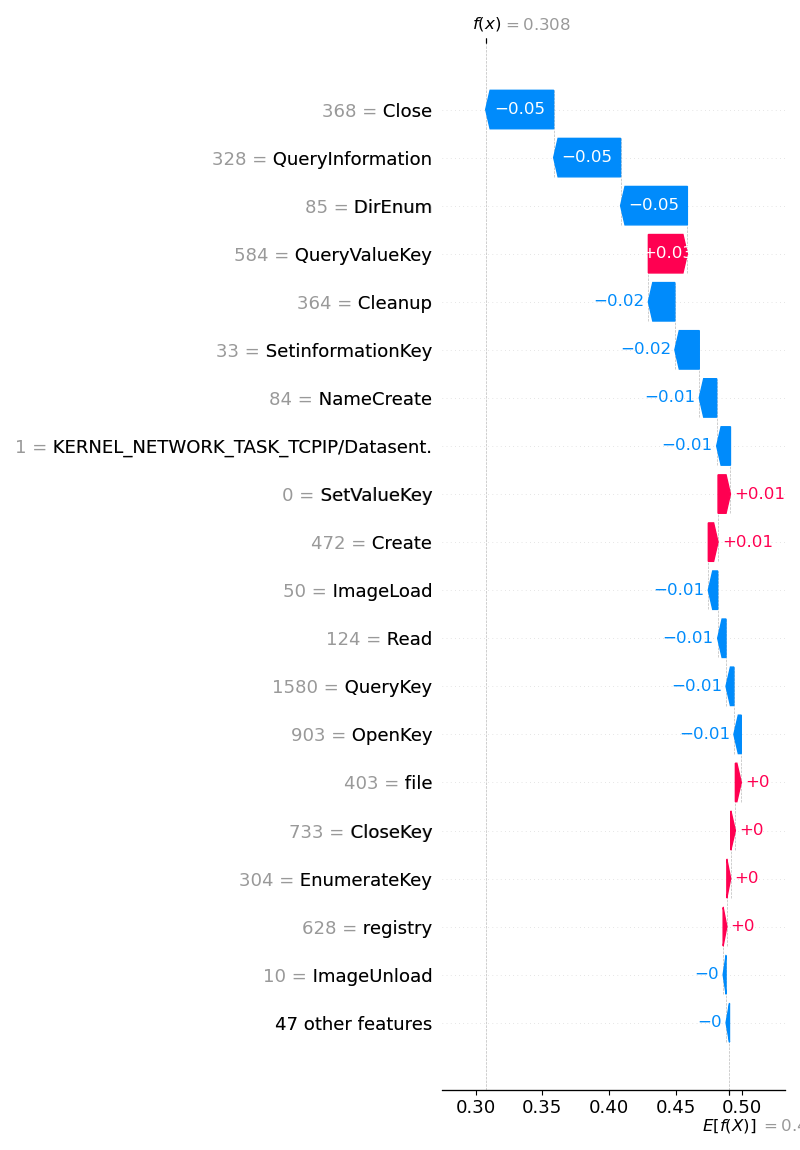 f(x) = 0.308
368 = Close −0.05
328 = QueryInformation −0.05
85 = DirEnum −0.05
584 = QueryValueKey +0.03
364 = Cleanup −0.02
33 = SetinformationKey −0.02
84 = NameCreate −0.01
1 = KERNEL_NETWORK_TASK_TCPIP/Datasent. −0.01
0 = SetValueKey +0.01
472 = Create +0.01
50 = ImageLoad −0.01
124 = Read −0.01
1580 = QueryKey −0.01
903 = OpenKey −0.01
403 = file +0
733 = CloseKey +0
304 = EnumerateKey +0
628 = registry +0
10 = ImageUnload −0
47 other features −0
0.30 0.35 0.40 0.45 0.50
E[f(X)] = 0.4